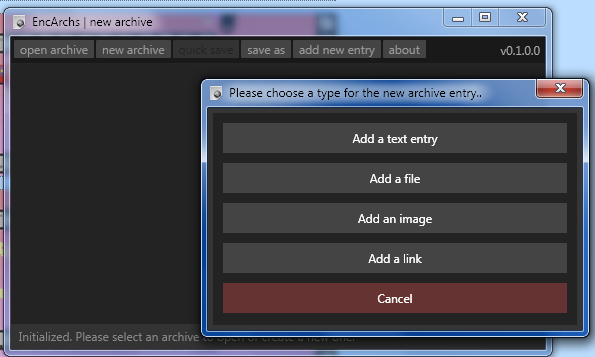 EncArchs | new archive
open archive new archive quick save save as add new entry about v0.1.0.0
Please choose a type for the new archive entry..
Add a text entry
Add a file
Add an image
Add a link
Cancel
Initialized. Please select an archive to open or create a new one.